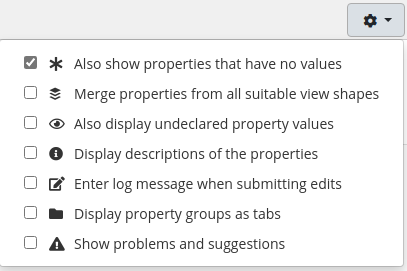 Also show properties that have no values
Merge properties from all suitable view shapes
Also display undeclared property values
Display descriptions of the properties
Enter log message when submitting edits
Display property groups as tabs
Show problems and suggestions